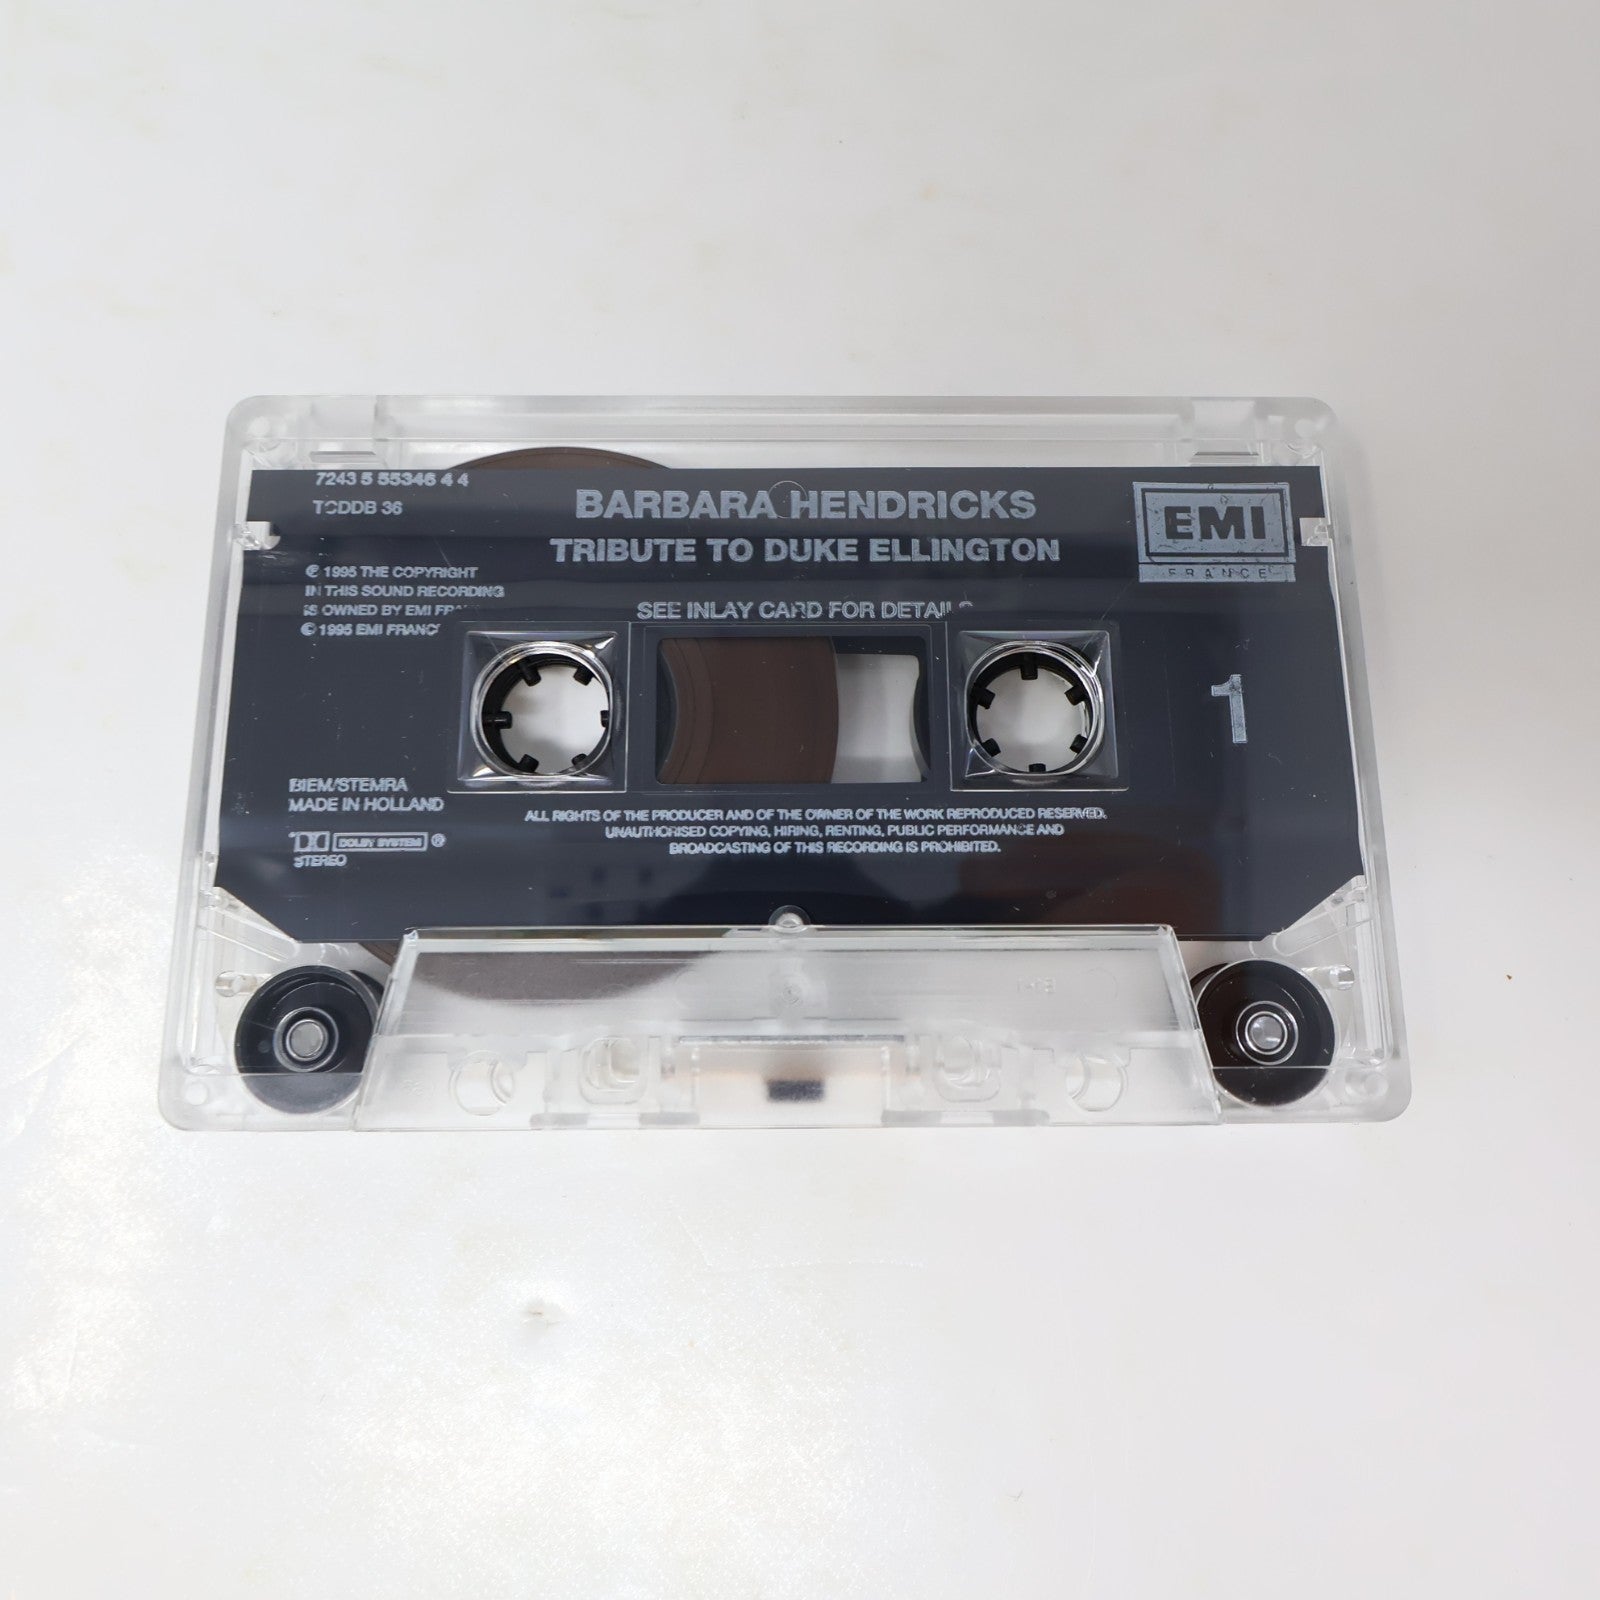 7243 5 55346 4 4
TCDDB 36
BARBARA HENDRICKS
TRIBUTE TO DUKE ELLINGTON
EMI
FRANCE
℗ 1995 THE COPYRIGHT
IN THIS SOUND RECORDING
IS OWNED BY EMI
© 1995 EMI
SEE INLAY CARD FOR
1
BIEM/STEMRA
MADE IN HOLLAND
DOLBY SYSTEM ®
STEREO
ALL RIGHTS OF THE PRODUCER AND OF THE OWNER OF THE WORK REPRODUCED RESERVED.
UNAUTHORISED COPYING, HIRING, RENTING, PUBLIC PERFORMANCE AND
BROADCASTING OF THIS RECORDING IS PROHIBITED.